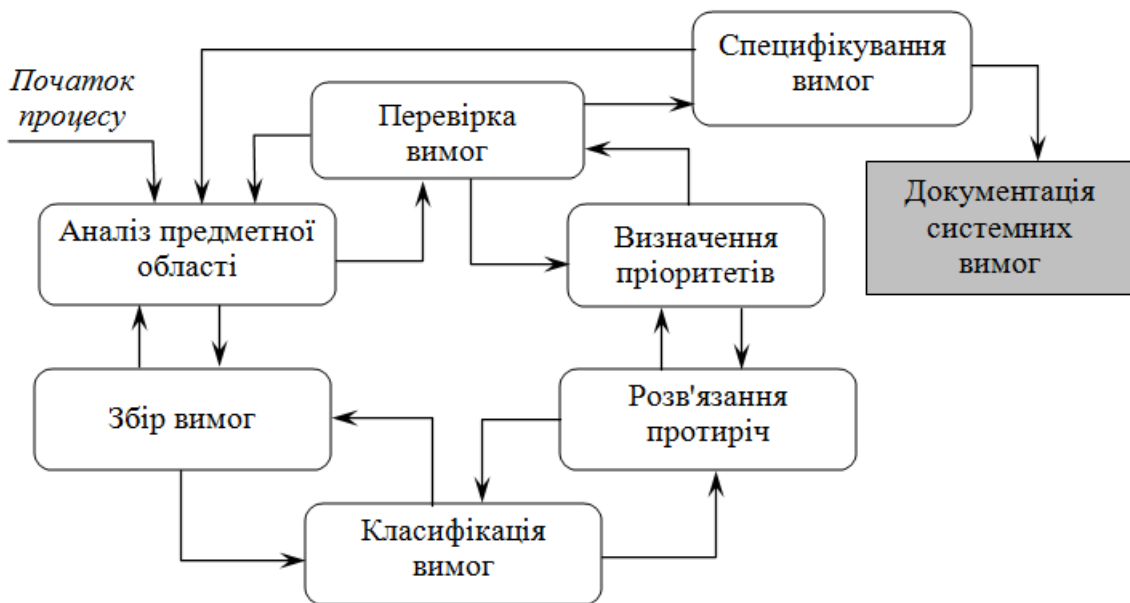 Специфікування
вимог
Початок
процесу
Перевірка
вимог
Документація
системних
вимог
Аналіз предметної
області
Визначення
пріоритетів
Збір вимог
Розв'язання
протиріч
Класифікація
вимог